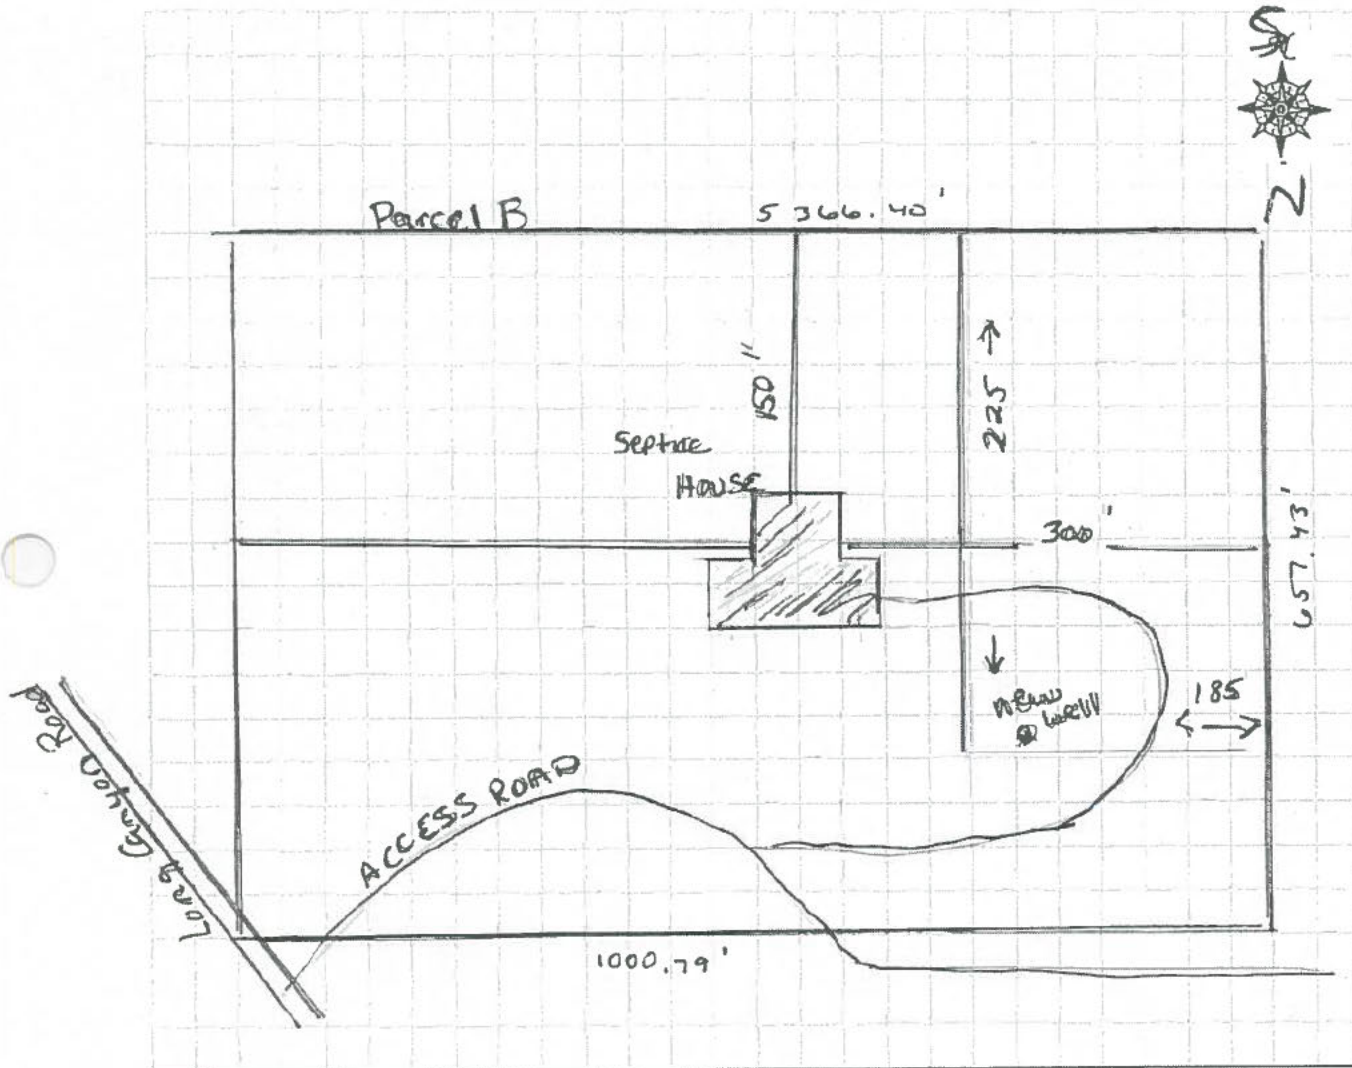 S
N
Parcel B
5 366.40'
150'
225
Septic
HOUSE
300'
657.43'
NEW
well
185
ACCESS ROAD
Long Canyon Road
1000.79'